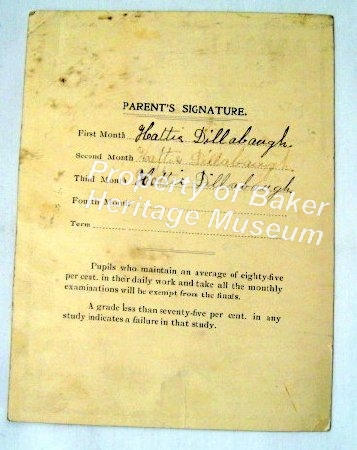 PARENT'S SIGNATURE.
First Month Hattie Dillabaugh.
Second Month Hattie Dillabaugh
Third Month Hattie Dillabaugh
Fourth Month
Term
Property of Baker
Heritage Museum
Pupils who maintain an average of eighty-five
per cent. in their daily work and take all the monthly
examinations will be exempt from the finals.
A grade less than seventy-five per cent. in any
study indicates a failure in that study.